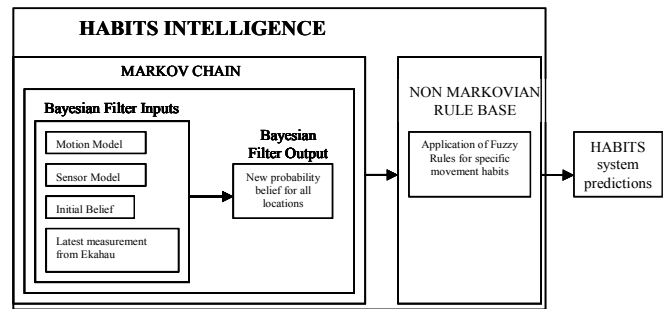 HABITS INTELLIGENCE
MARKOV CHAIN
Bayesian Filter Inputs
Motion Model
Sensor Model
Initial Belief
Latest measurement
from Ekahau
Bayesian
Filter Output
New probability
belief for all
locations
NON MARKOVIAN
RULE BASE
Application of Fuzzy
Rules for specific
movement habits
HABITS
system
predictions